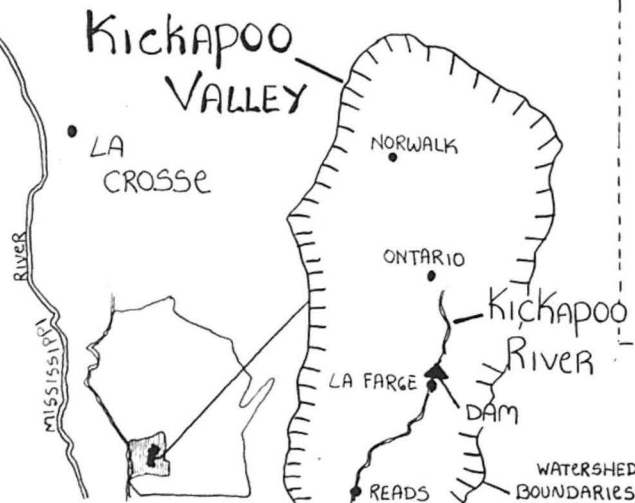 KICKAPOO
VALLEY
LA
CROSSE
NORWALK
RIVER
MISSISSIPPI
ONTARIO
KICKAPOO
RIVER
LA FARGE
DAM
READS
WATERSHED
BOUNDARIES